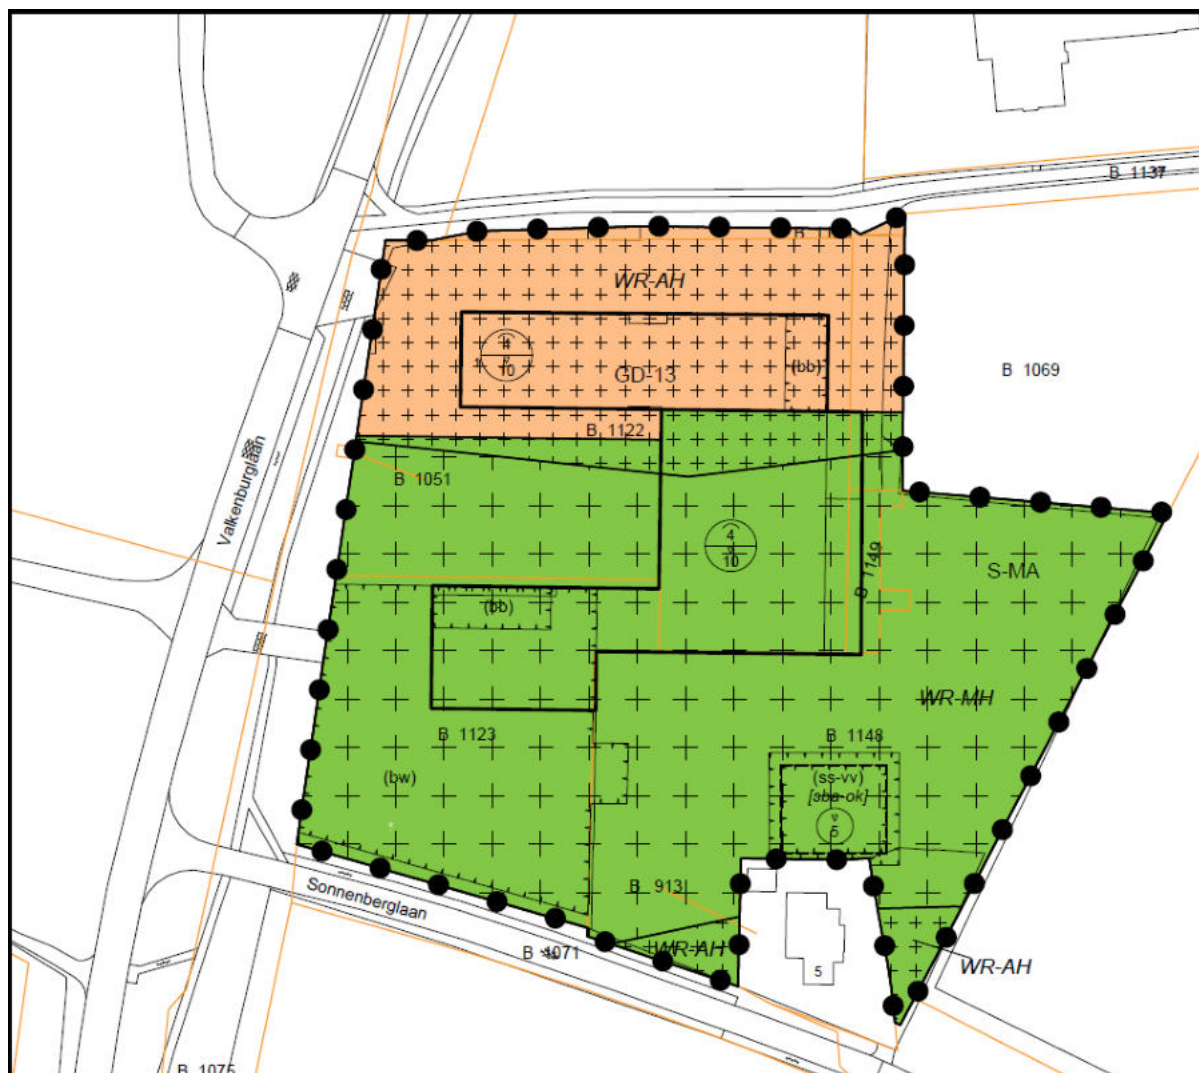 B 1137
WR-AH
4
10
GD-13
(bb)
B 1069
B 1122
B 1051
Valkenburglaan
4
10
B 1149
S-MA
(bb)
WR-MH
B 1123
B 1148
(bw)
(ss-vv)
[sba-ok]
5
Sonnenberglaan
B 913
B 1071
WR-AH
WR-AH
5
B 1075